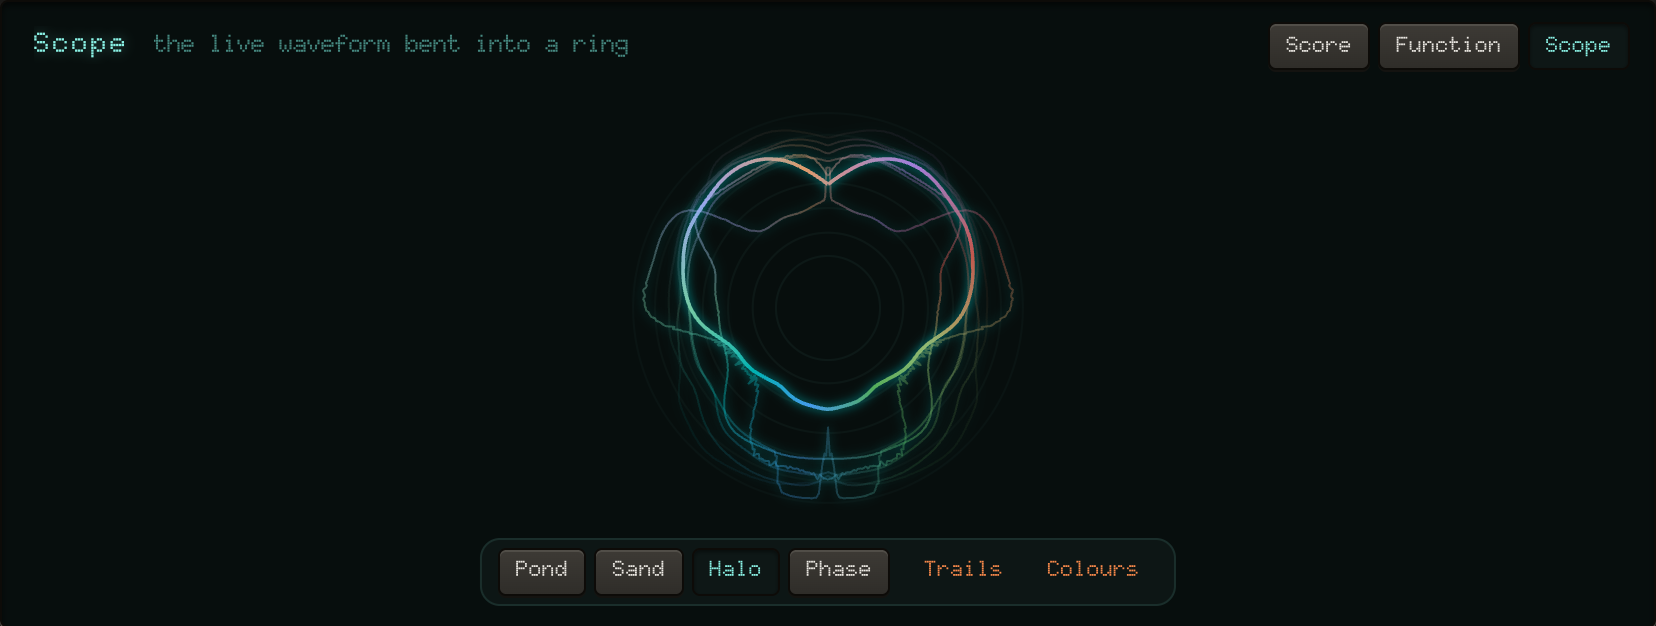 Scope the live waveform bent into a ring Score Function Scope
Pond Sand Halo Phase Trails Colours